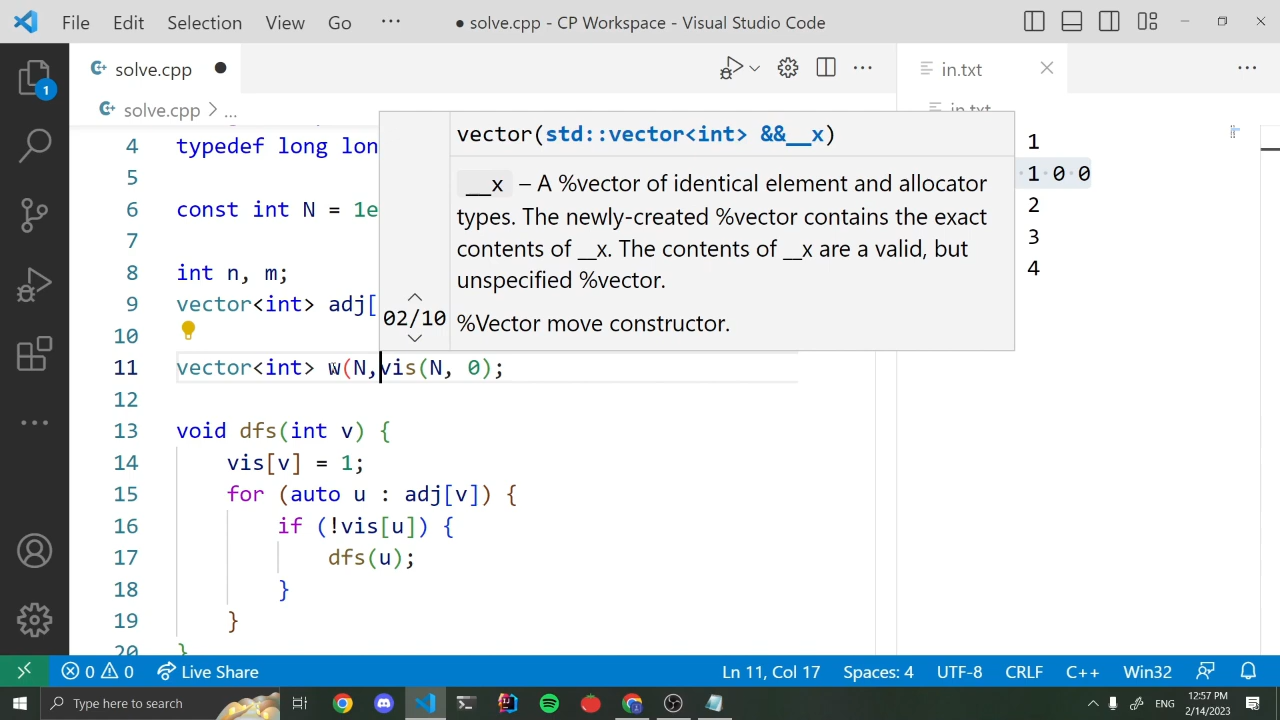 File Edit Selection View Go ···
● solve.cpp - CP Workspace - Visual Studio Code
solve.cpp ●
in.txt
solve.cpp > ...
in.txt
4 typedef long lon
5
6 const int N = 1e
7
8 int n, m;
9 vector<int> adj[
10
11 vector<int> w(N,vis(N, 0);
12
13 void dfs(int v) {
14 vis[v] = 1;
15 for (auto u : adj[v]) {
16 if (!vis[u]) {
17 dfs(u);
18 }
19 }
20 }
vector(std::vector<int> &&__x)
__x – A %vector of identical element and allocator
types. The newly-created %vector contains the exact
contents of __x. The contents of __x are a valid, but
unspecified %vector.
02/10
%Vector move constructor.
1
1 0 0
2
3
4
1
0 0 Live Share Ln 11, Col 17 Spaces: 4 UTF-8 CRLF C++ Win32
Type here to search
ENG
12:57 PM
2/14/2023